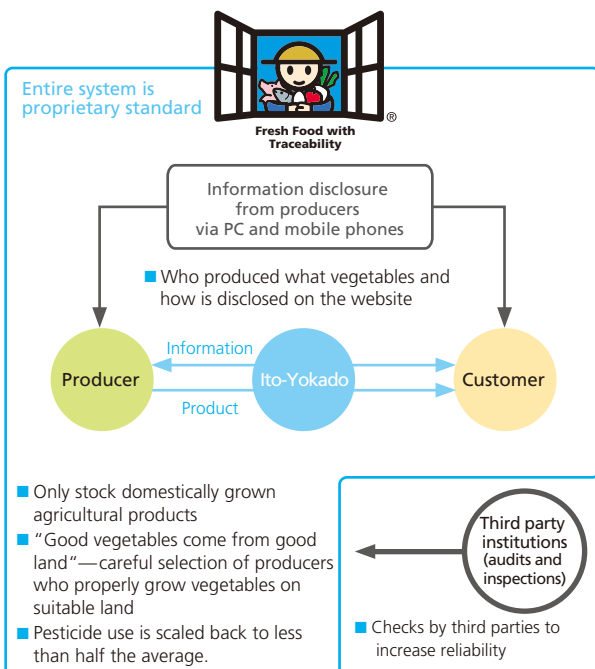 Entire system is
proprietary standard
®
Fresh Food with
Traceability
Information disclosure
from producers
via PC and mobile phones
■ Who produced what vegetables and
how is disclosed on the website
Information
Producer
Ito-Yokado
Customer
Product
■ Only stock domestically grown
agricultural products
■ “Good vegetables come from good
land“—careful selection of producers
who properly grow vegetables on
suitable land
■ Pesticide use is scaled back to less
than half the average.
Third party
institutions
(audits and
inspections)
■ Checks by third parties to
increase reliability